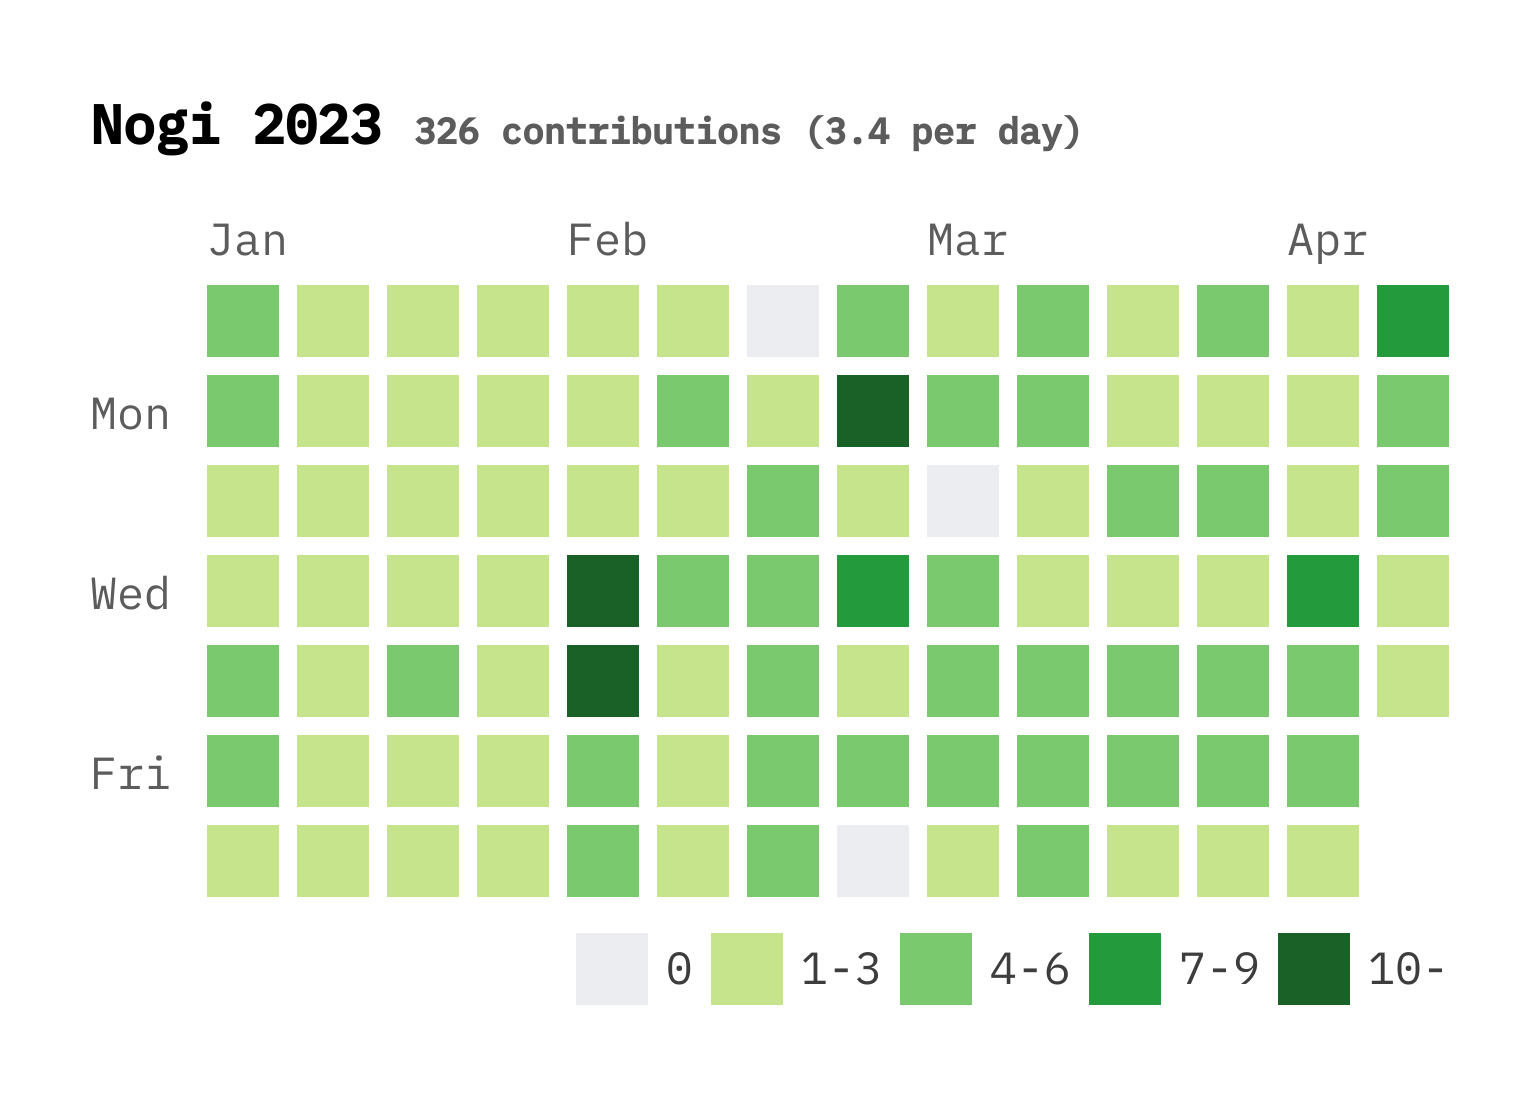 Nogi 2023 326 contributions (3.4 per day)
Jan Feb Mar Apr
Mon
Wed
Fri
0 1-3 4-6 7-9 10-